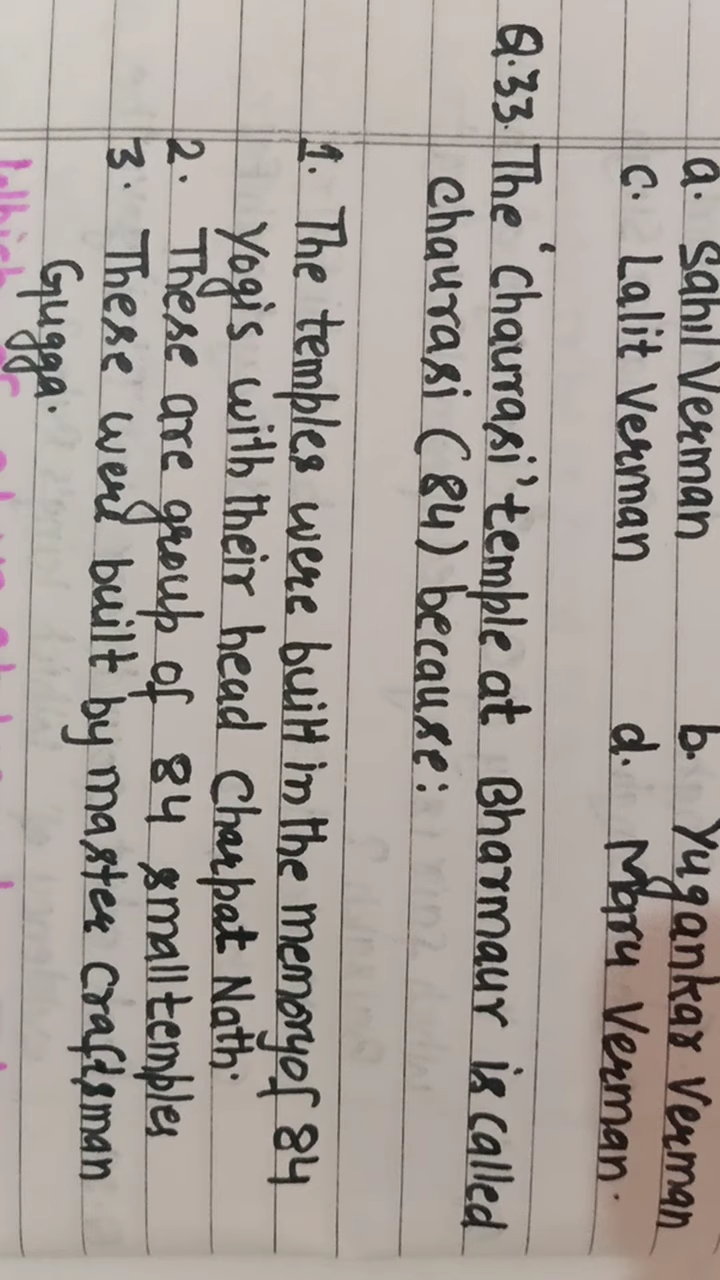 a. Sahil Verman b. Yugankar Verman
c. Lalit Verman d. Maru Verman.
Q.33. The 'Chaurasi' temple at Bharmaur is called
chaurasi (84) because:
1. The temples were built in the memory of 84
Yogis with their head Charpat Nath.
2. These are group of 84 small temples
3. These were built by master craftsman
Gugga.